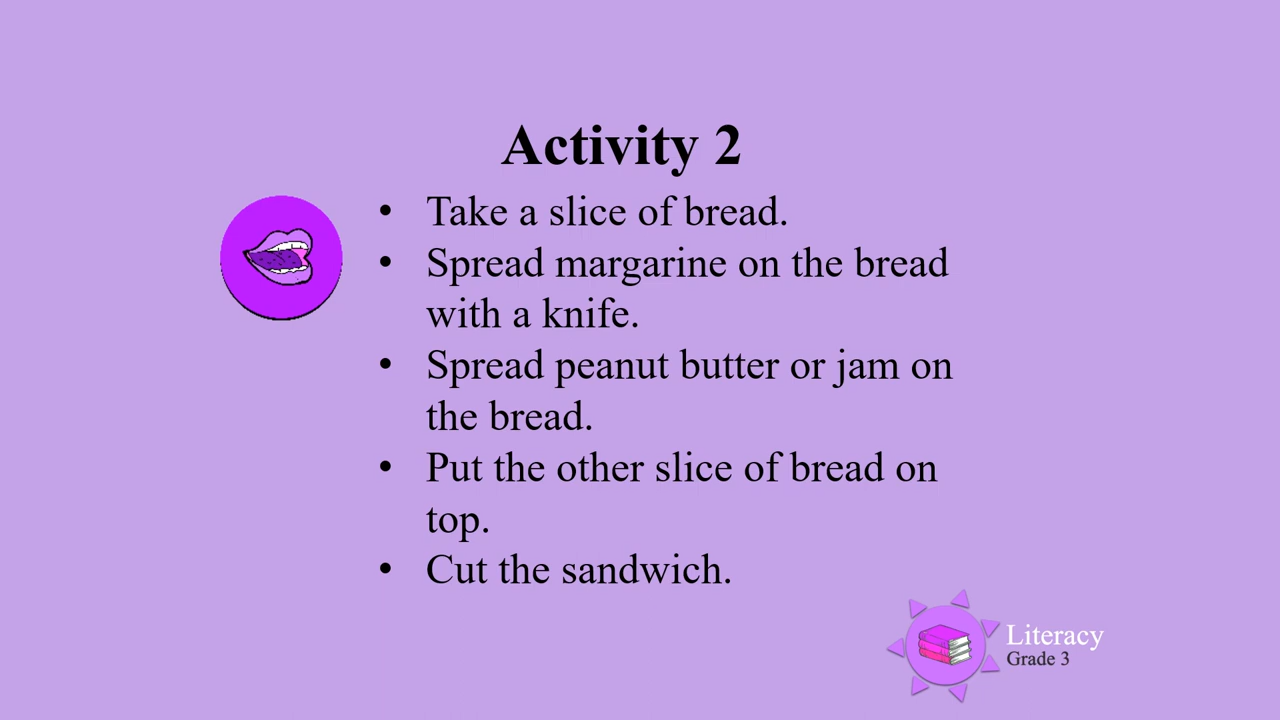 Activity 2
• Take a slice of bread.
• Spread margarine on the bread
with a knife.
• Spread peanut butter or jam on
the bread.
• Put the other slice of bread on
top.
• Cut the sandwich.
Literacy
Grade 3